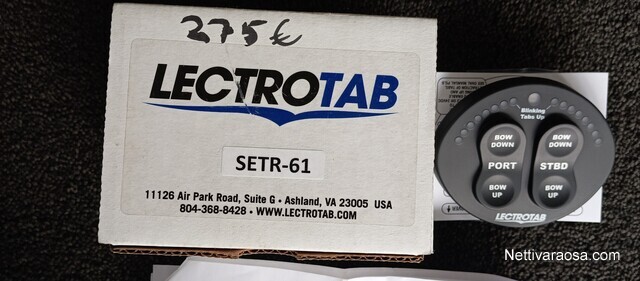 275€
LECTROTAB
SETR-61
11126 Air Park Road, Suite G • Ashland, VA 23005 USA
804-368-8428 • WWW.LECTROTAB.COM
Blinking
Take Up
BOW
DOWN
BOW
DOWN
PORT
STBD
BOW
UP
BOW
UP
LECTROTAB
Nettivaraosa.com